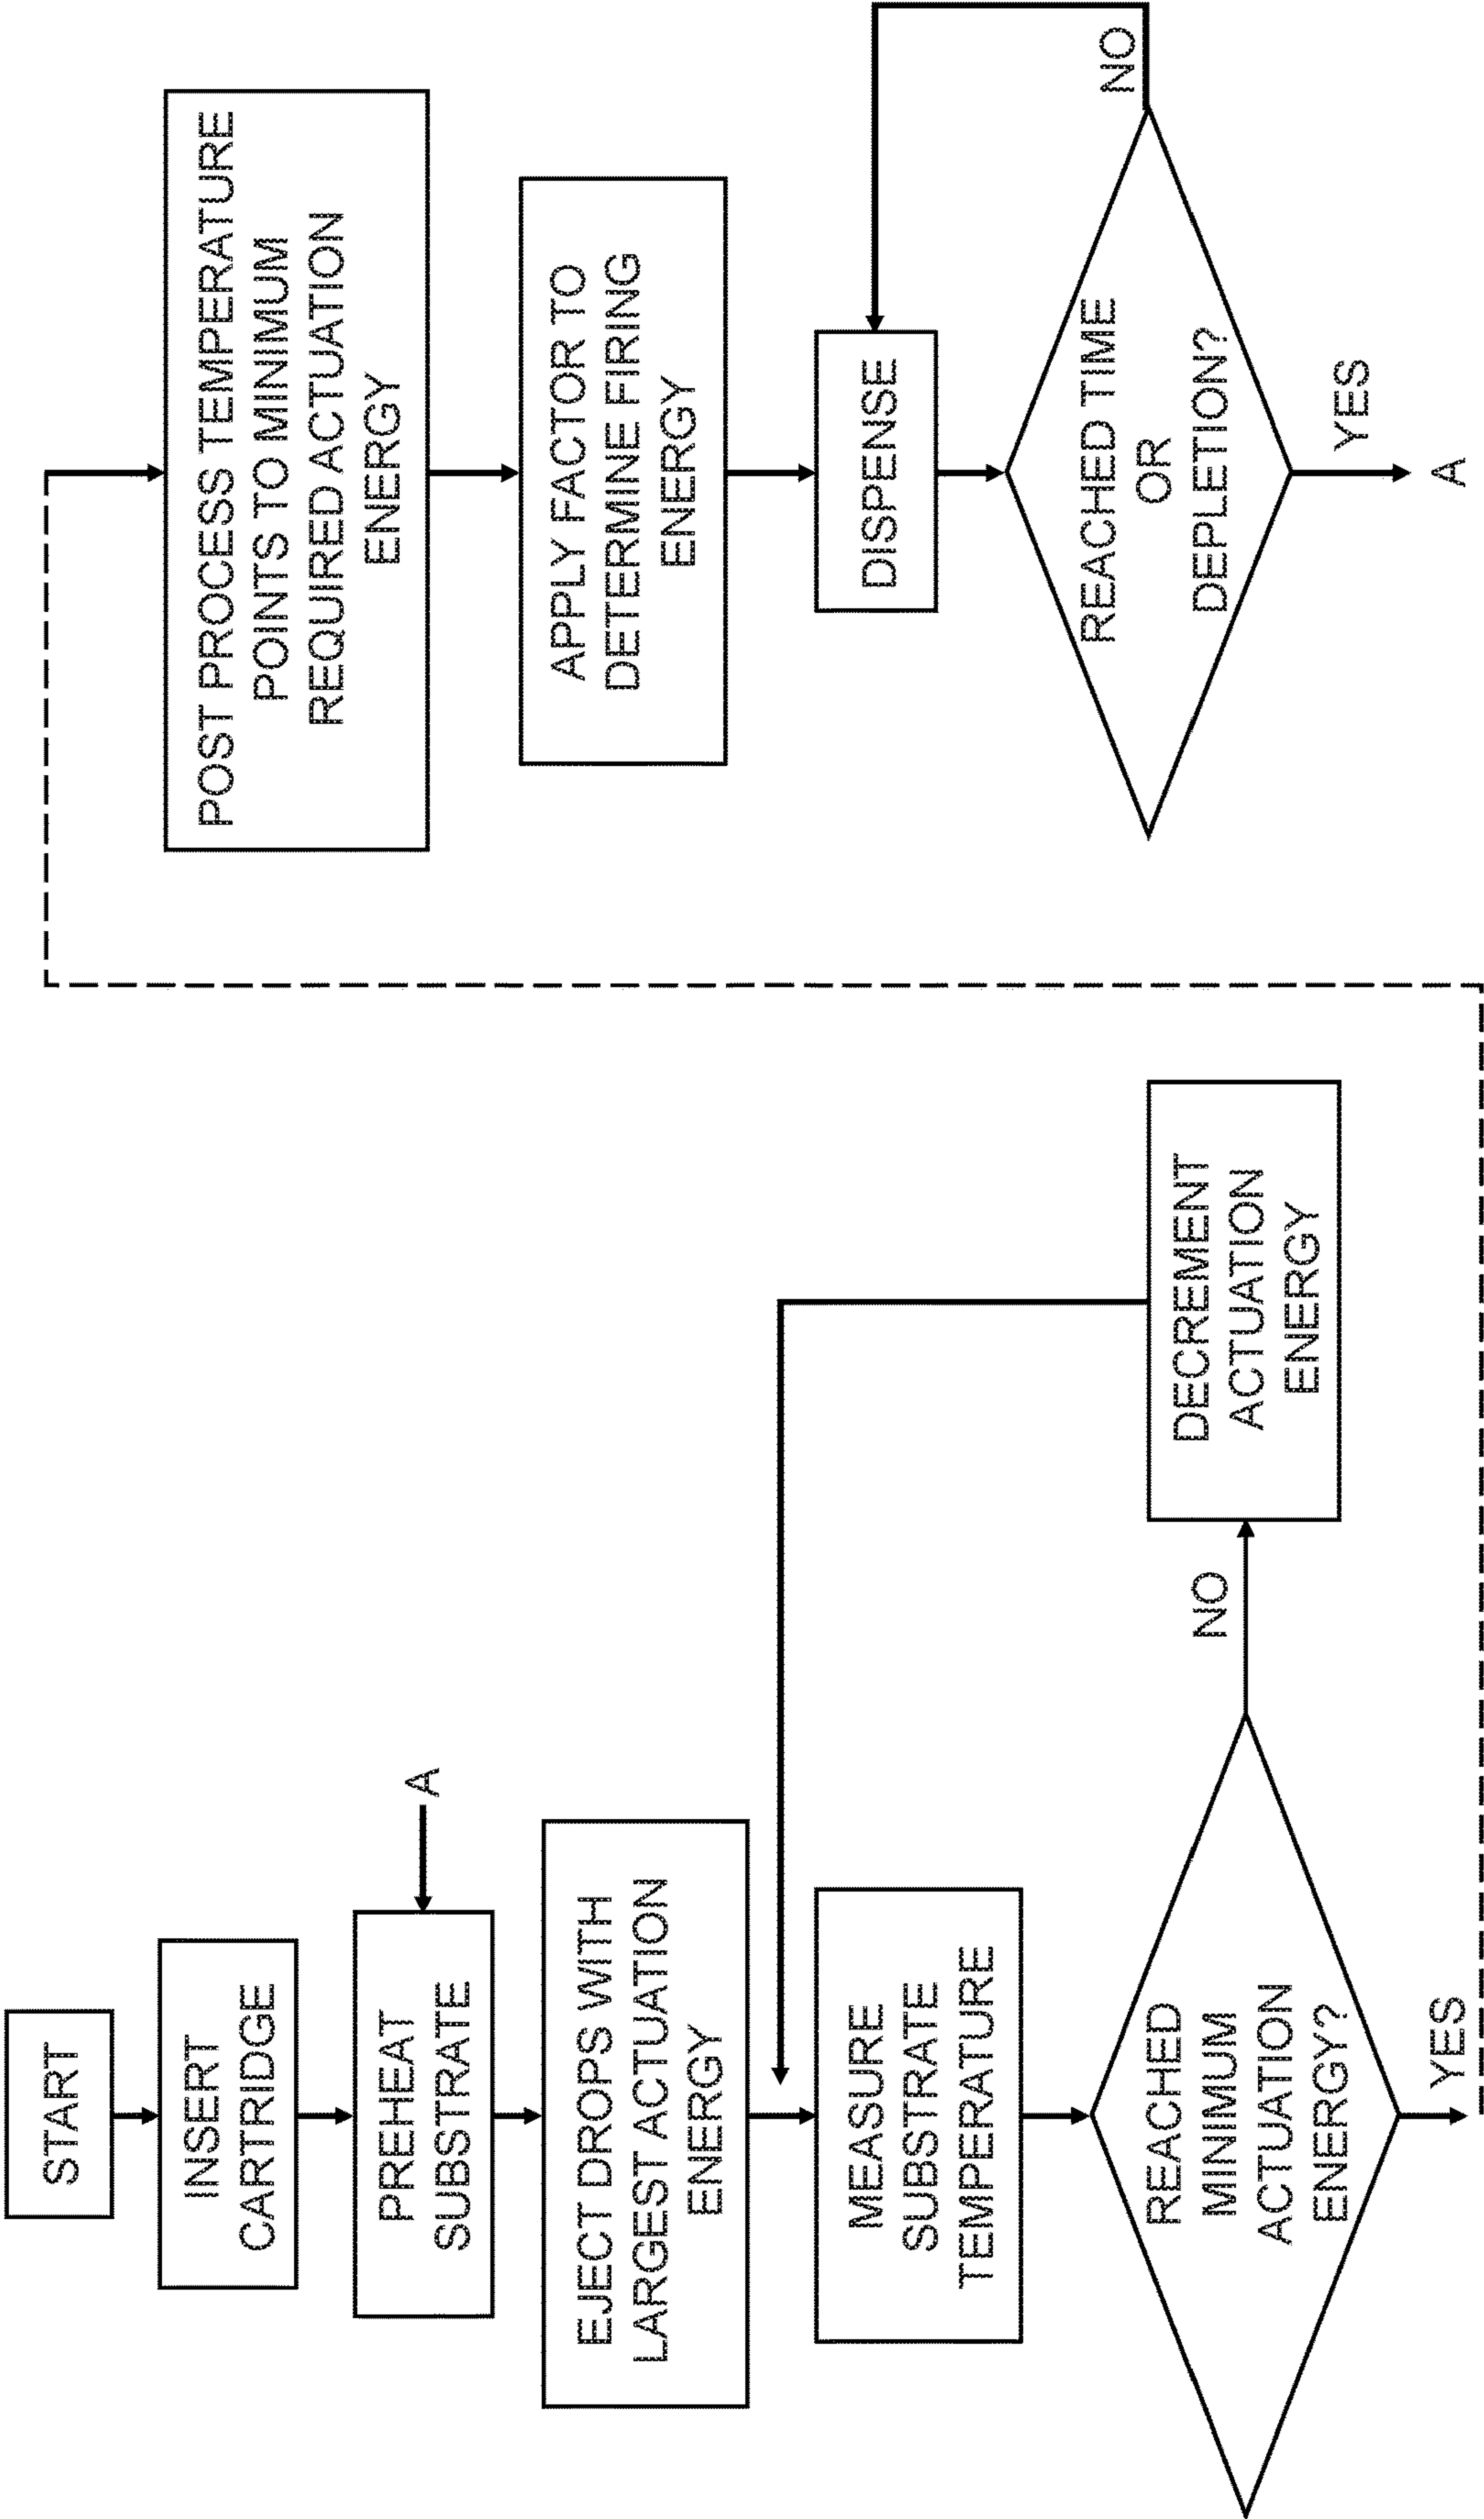 START
INSERT
CARTRIDGE
PREHEAT
SUBSTRATE
A
EJECT DROPS WITH
LARGEST ACTUATION
ENERGY
MEASURE
SUBSTRATE
TEMPERATURE
REACHED
MINIMUM
ACTUATION
ENERGY?
NO
DECREMENT
ACTUATION
ENERGY
YES
POST PROCESS TEMPERATURE
POINTS TO MINIMUM
REQUIRED ACTUATION
ENERGY
APPLY FACTOR TO
DETERMINE FIRING
ENERGY
DISPENSE
REACHED TIME
OR
DEPLETION?
NO
YES
A